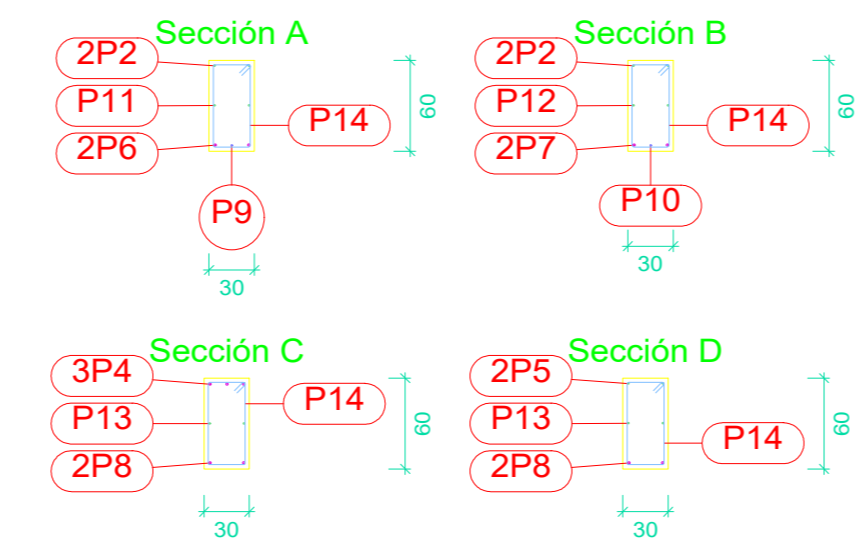 Sección A
2P2
P11
2P6
P14
P9
60
30
Sección B
2P2
P12
2P7
P14
P10
60
30
Sección C
3P4
P13
2P8
P14
60
30
Sección D
2P5
P13
2P8
P14
60
30